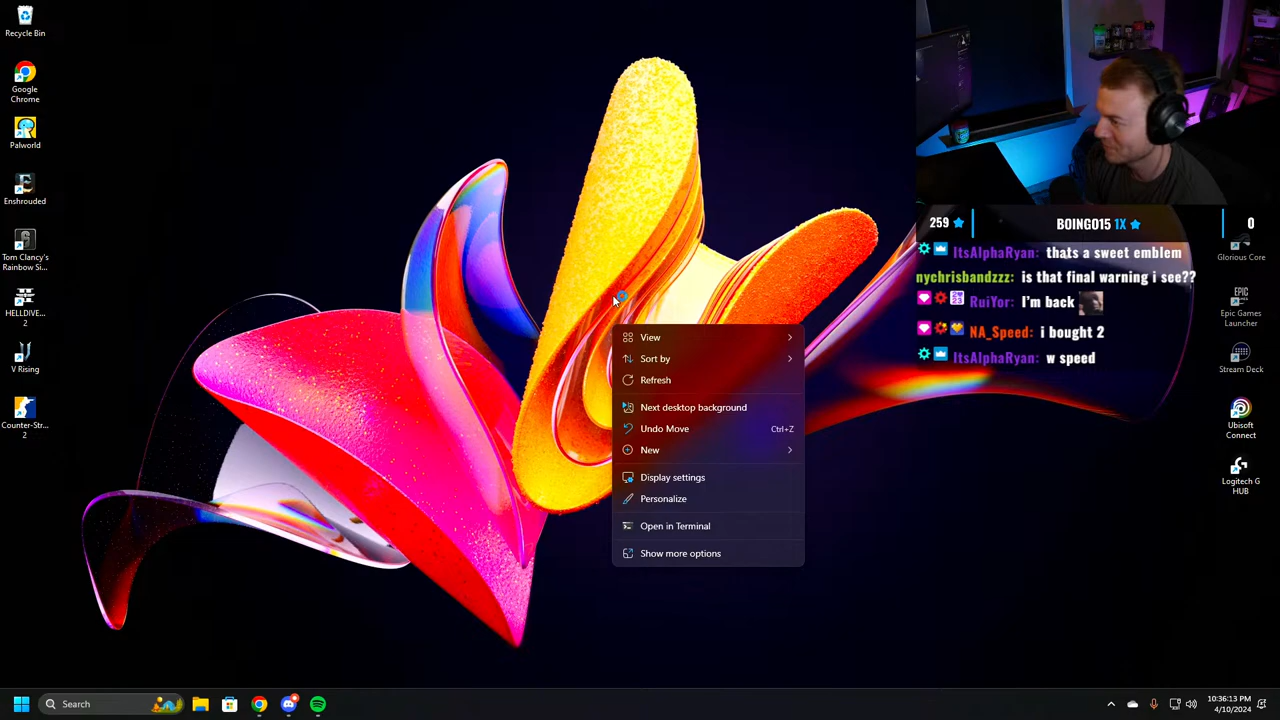 Recycle Bin
Google
Chrome
Palworld
Enshrouded
Tom Clancy's
Rainbow Si...
HELLDIVE...
2
V Rising
Counter-Str...
2
View
Sort by
Refresh
Next desktop background
Undo Move Ctrl+Z
New
Display settings
Personalize
Open in Terminal
Show more options
259 BOINGO15 1X 0
ItsAlphaRyan: thats a sweet emblem
nychrisbandzzz: is that final warning i see??
RuiYor: I'm back
NA_Speed: i bought 2
ItsAlphaRyan: w speed
Glorious Core
Epic Games
Launcher
Stream Deck
Ubisoft
Connect
Logitech G
HUB
Search
10:36:13 PM
4/10/2024